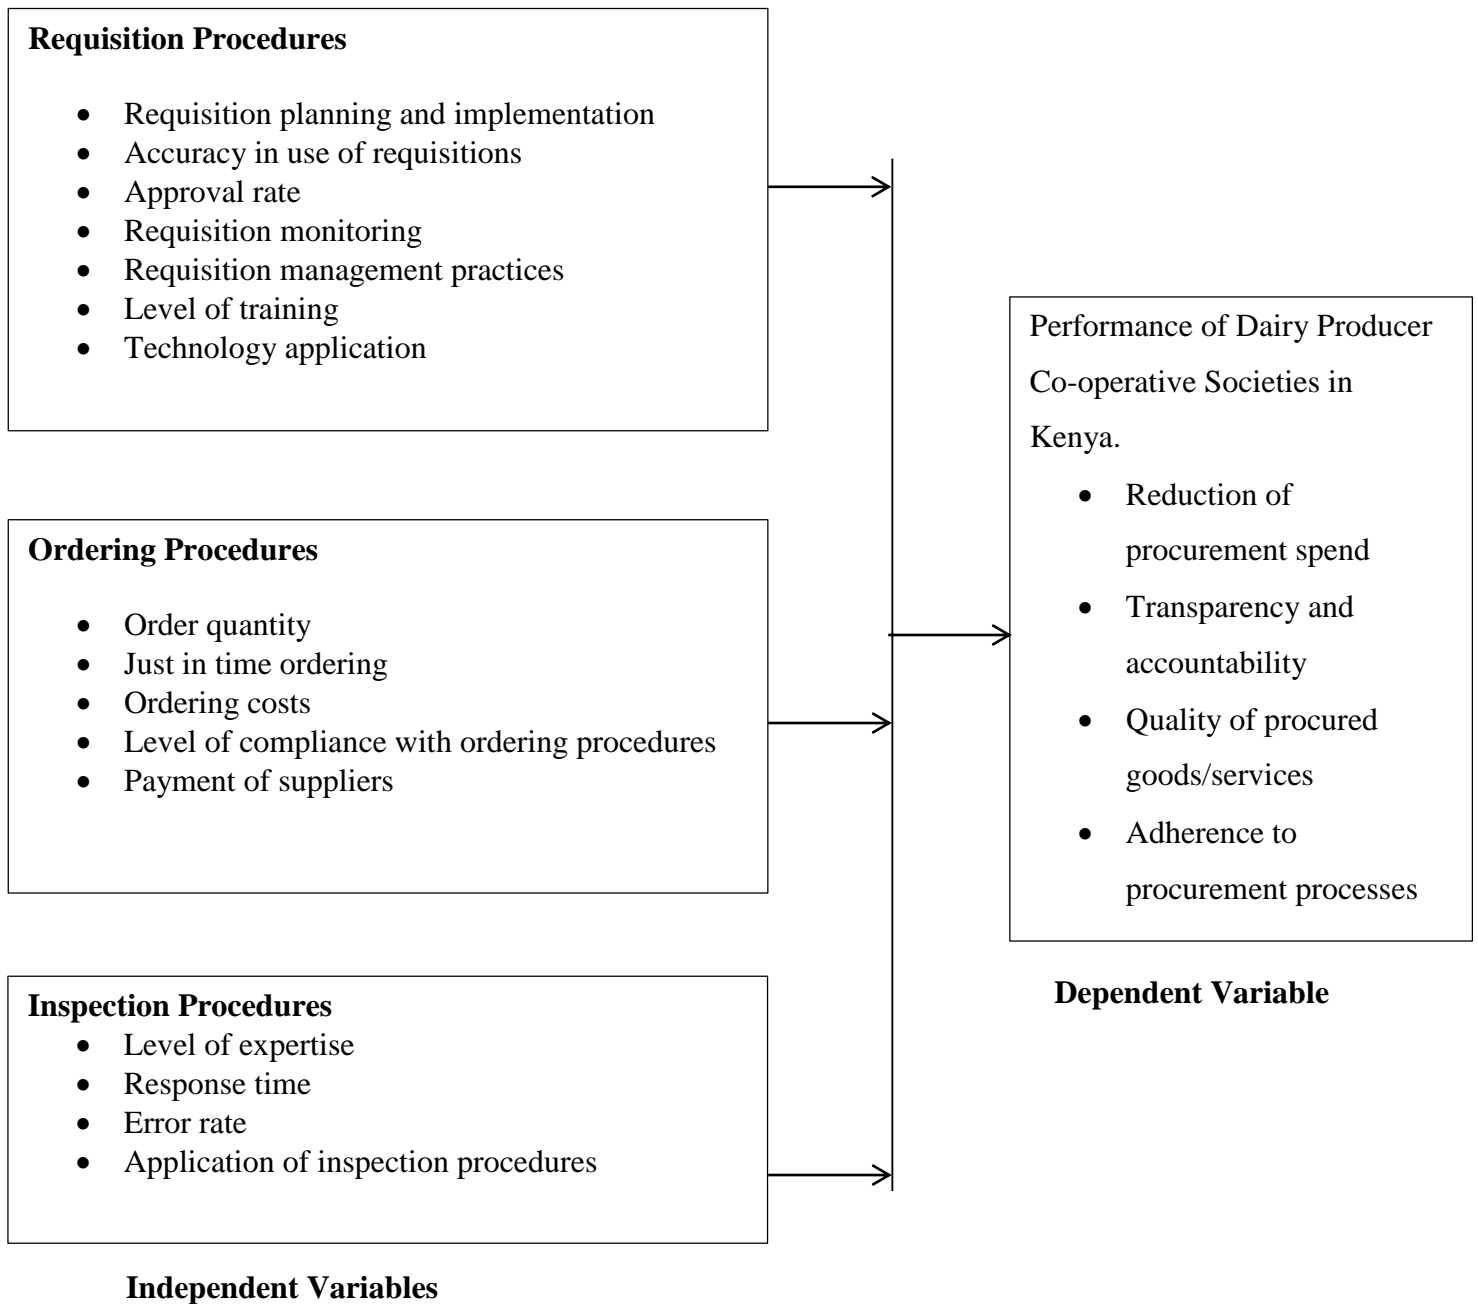 Requisition Procedures
• Requisition planning and implementation
• Accuracy in use of requisitions
• Approval rate
• Requisition monitoring
• Requisition management practices
• Level of training
• Technology application
Ordering Procedures
• Order quantity
• Just in time ordering
• Ordering costs
• Level of compliance with ordering procedures
• Payment of suppliers
Inspection Procedures
• Level of expertise
• Response time
• Error rate
• Application of inspection procedures
Independent Variables
Performance of Dairy Producer
Co-operative Societies in
Kenya.
• Reduction of
procurement spend
• Transparency and
accountability
• Quality of procured
goods/services
• Adherence to
procurement processes
Dependent Variable